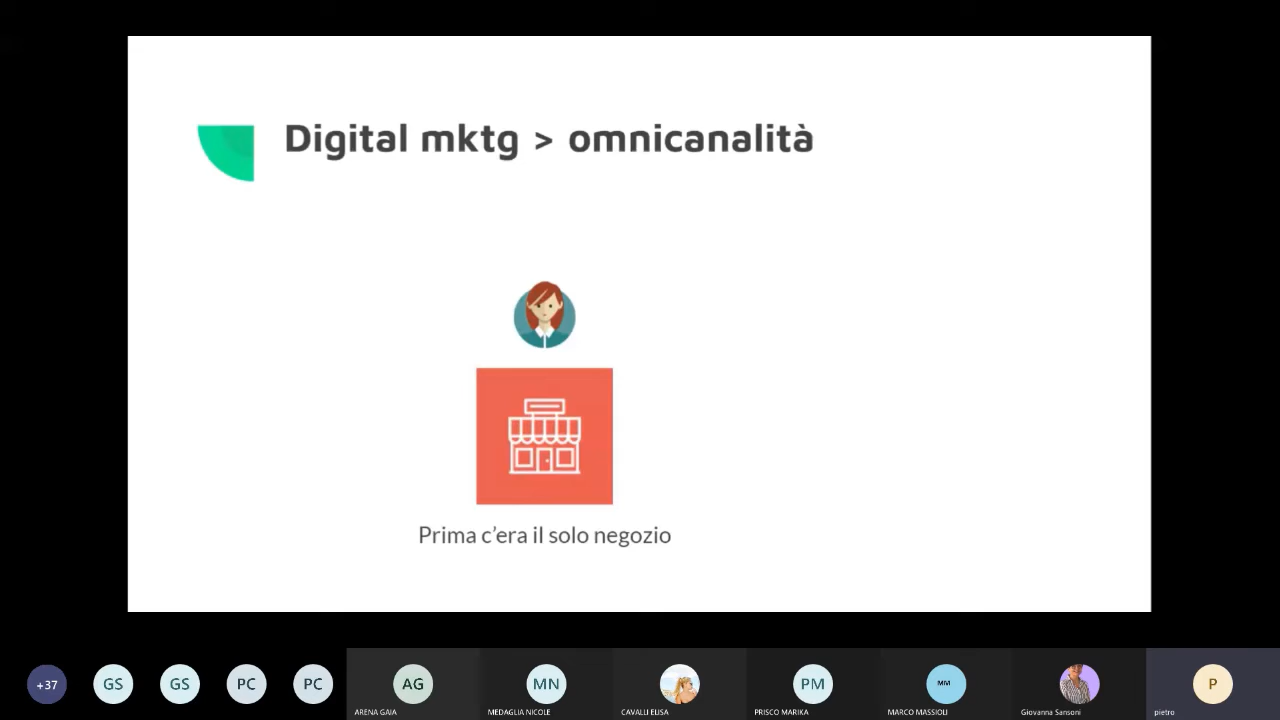 Digital mktg > omnicanalità
Prima c'era il solo negozio
+37
GS
GS
PC
PC
AG
MN
PM
MM
P
ARENA GAIA
MEDAGLIA NICOLE
CAVALLI ELISA
PRISCO MARIKA
MARCO MASSIOLI
Giovanna Sansoni
pietro